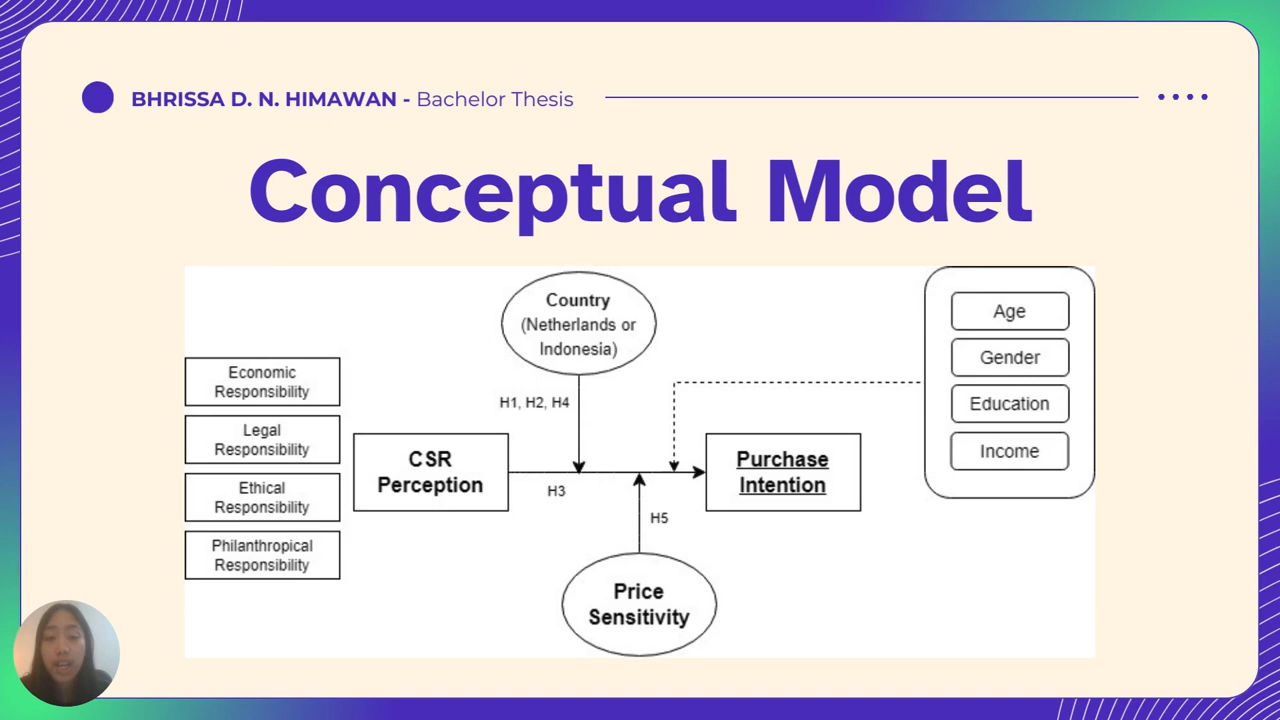 BHRISSA D. N. HIMAWAN - Bachelor Thesis
Conceptual Model
Country
(Netherlands or
Indonesia)
Age
Gender
Education
Income
Economic
Responsibility
Legal
Responsibility
Ethical
Responsibility
Philanthropical
Responsibility
H1, H2, H4
CSR
Perception
H3
Purchase
Intention
H5
Price
Sensitivity